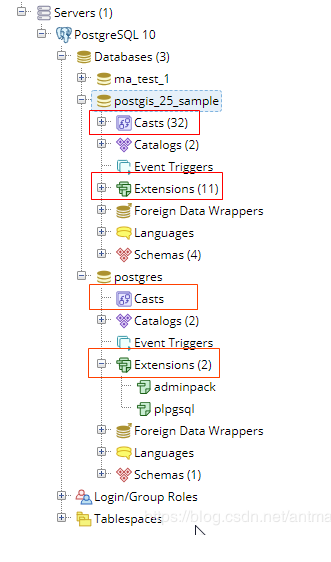 Servers (1)
PostgreSQL 10
Databases (3)
ma_test_1
postgis_25_sample
Casts (32)
Catalogs (2)
Event Triggers
Extensions (11)
Foreign Data Wrappers
Languages
Schemas (4)
postgres
Casts
Catalogs (2)
Event Triggers
Extensions (2)
adminpack
plpgsql
Foreign Data Wrappers
Languages
Schemas (1)
Login/Group Roles
Tablespaces
https://blog.csdn.net/antma